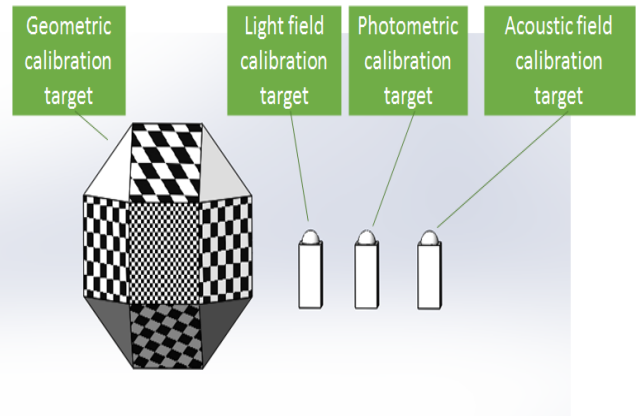 Geometric
calibration
target
Light field
calibration
target
Photometric
calibration
target
Acoustic field
calibration
target